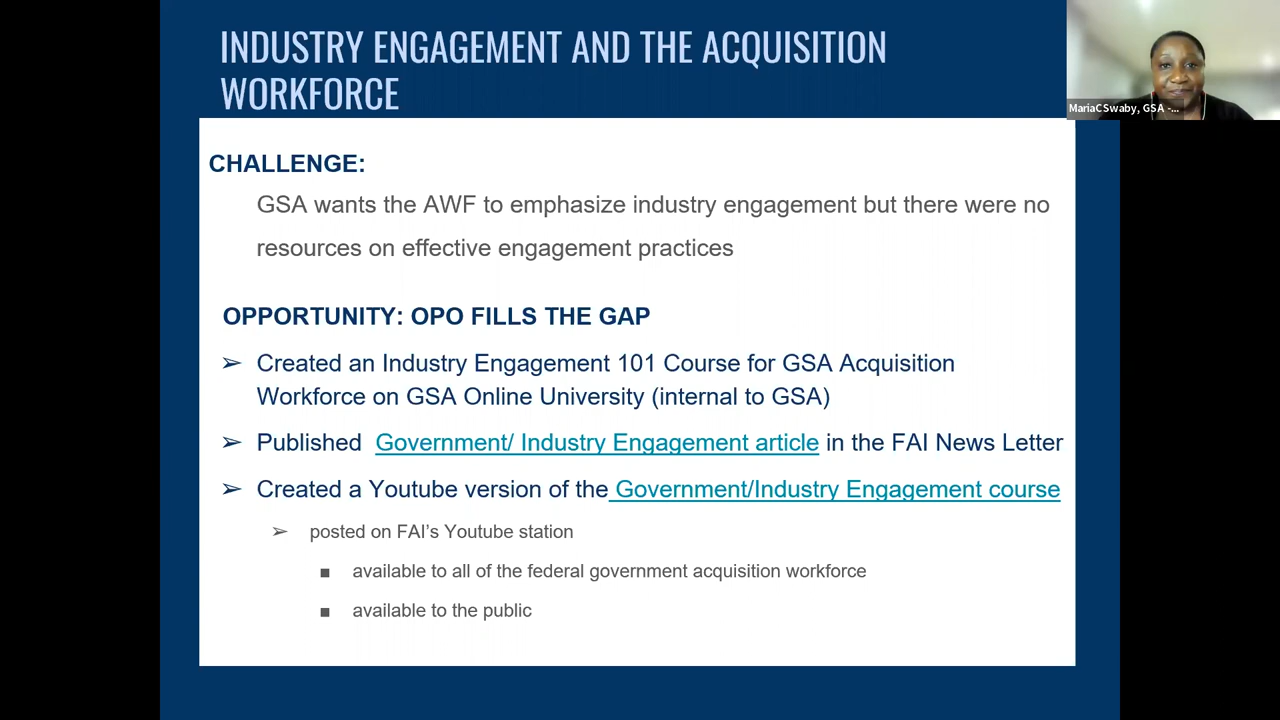 INDUSTRY ENGAGEMENT AND THE ACQUISITION
WORKFORCE
MariaCSwaby, GSA -...
CHALLENGE:
GSA wants the AWF to emphasize industry engagement but there were no
resources on effective engagement practices
OPPORTUNITY: OPO FILLS THE GAP
➢ Created an Industry Engagement 101 Course for GSA Acquisition
Workforce on GSA Online University (internal to GSA)
➢ Published Government/ Industry Engagement article in the FAI News Letter
➢ Created a Youtube version of the Government/Industry Engagement course
➢ posted on FAI's Youtube station
■ available to all of the federal government acquisition workforce
■ available to the public